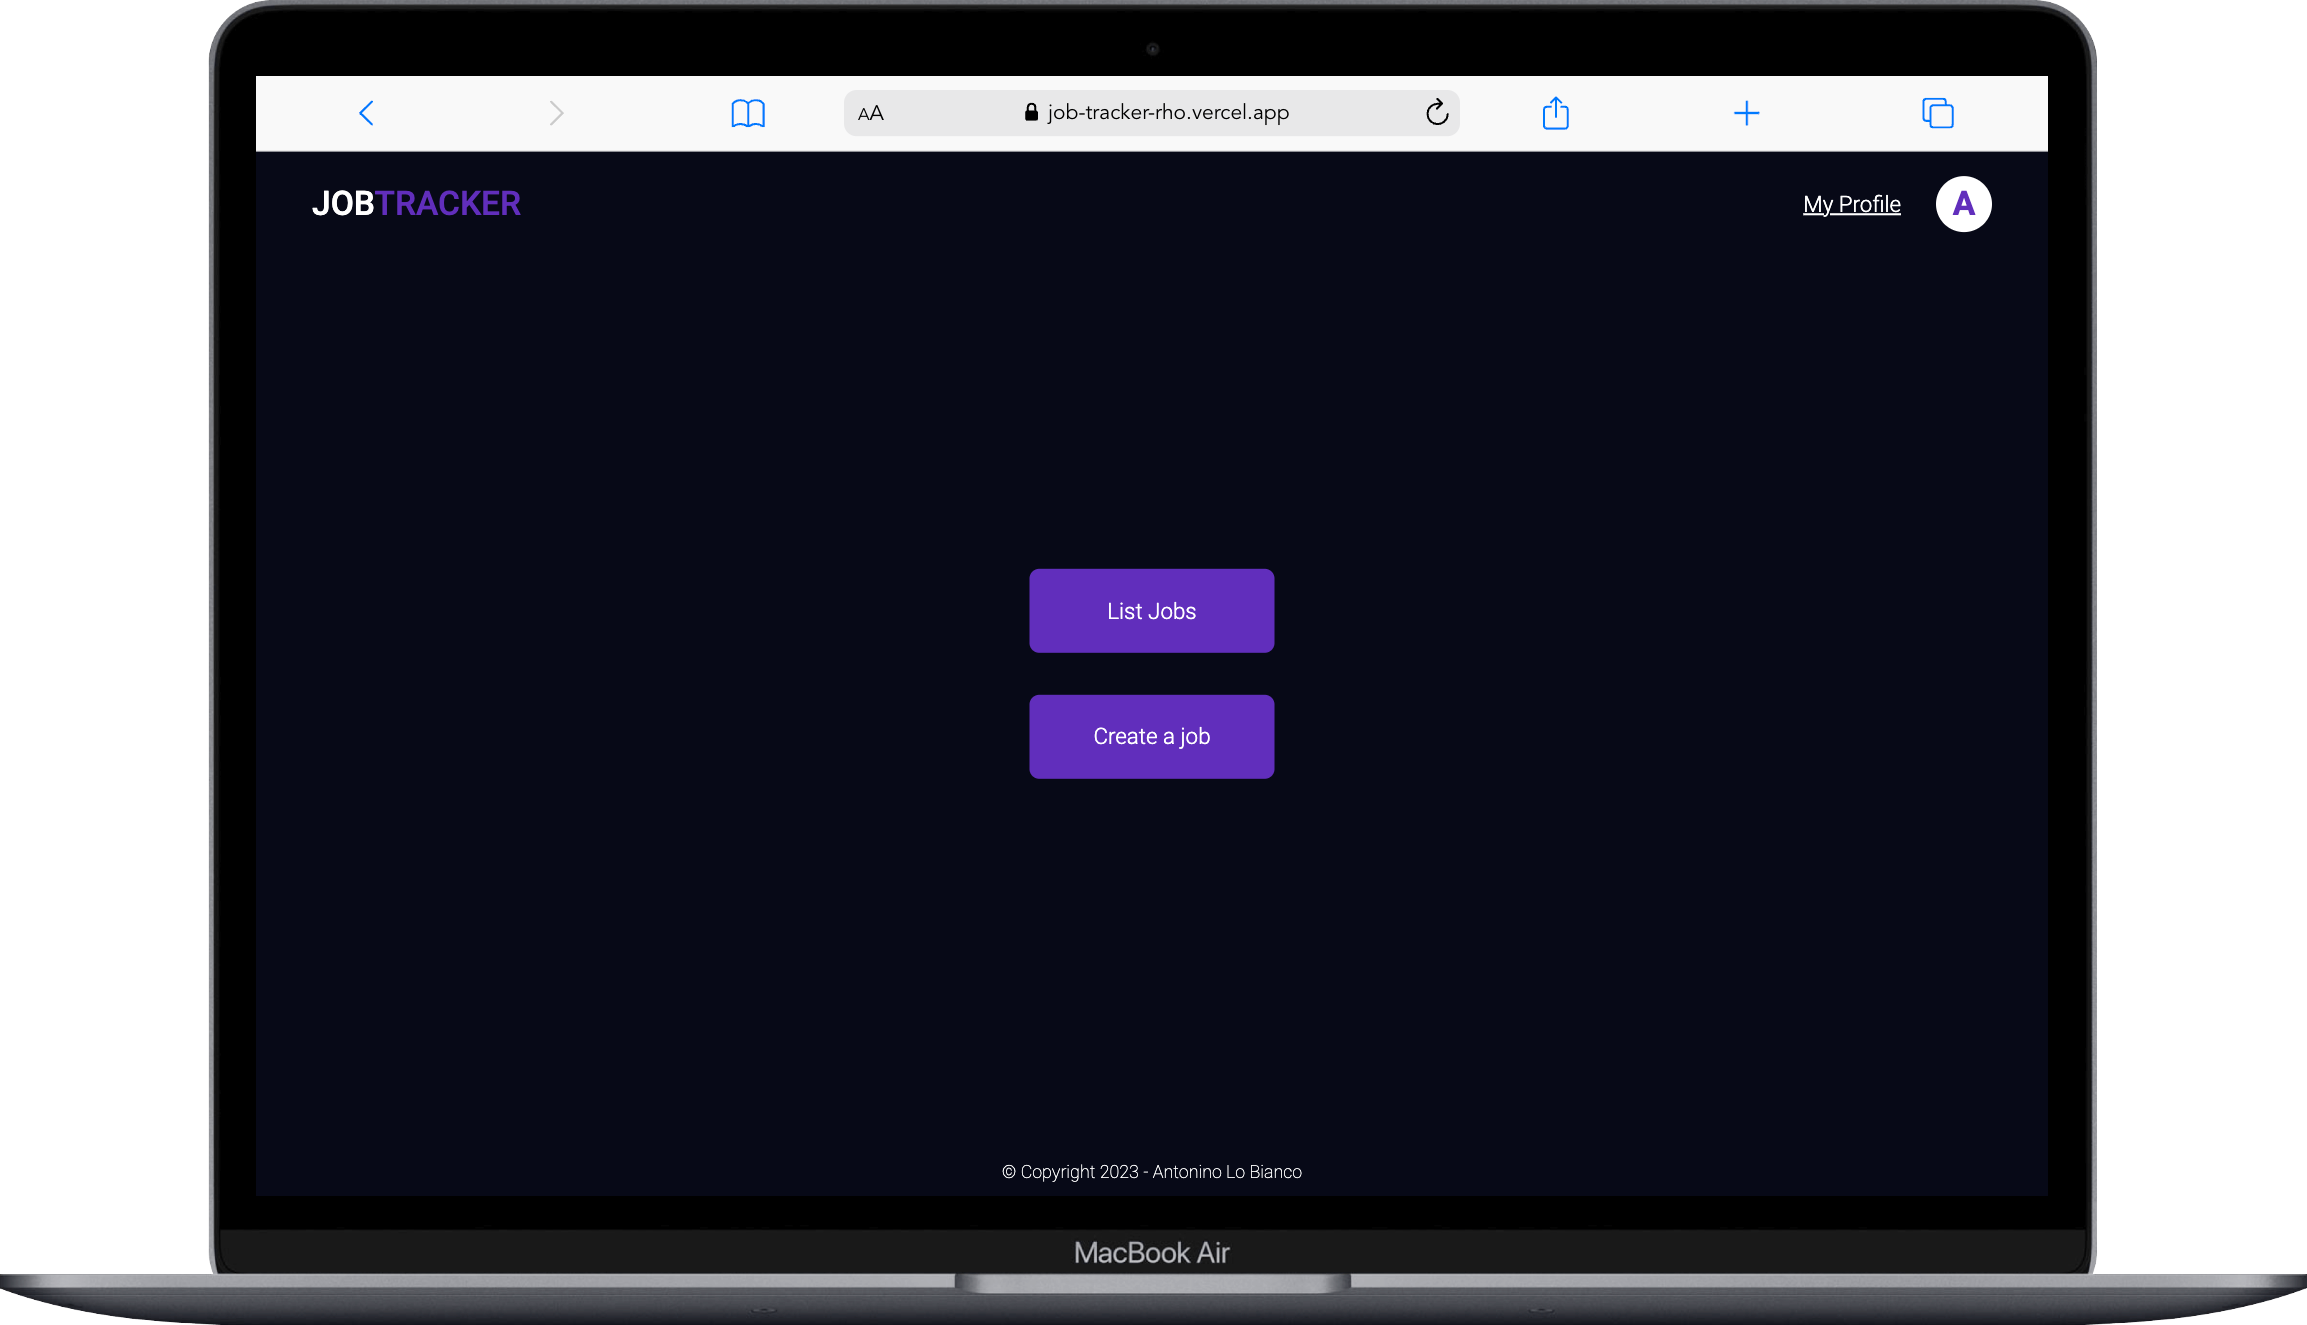 AA job-tracker-rho.vercel.app
JOBTRACKER My Profile A
List Jobs
Create a job
© Copyright 2023 - Antonino Lo Bianco
MacBook Air